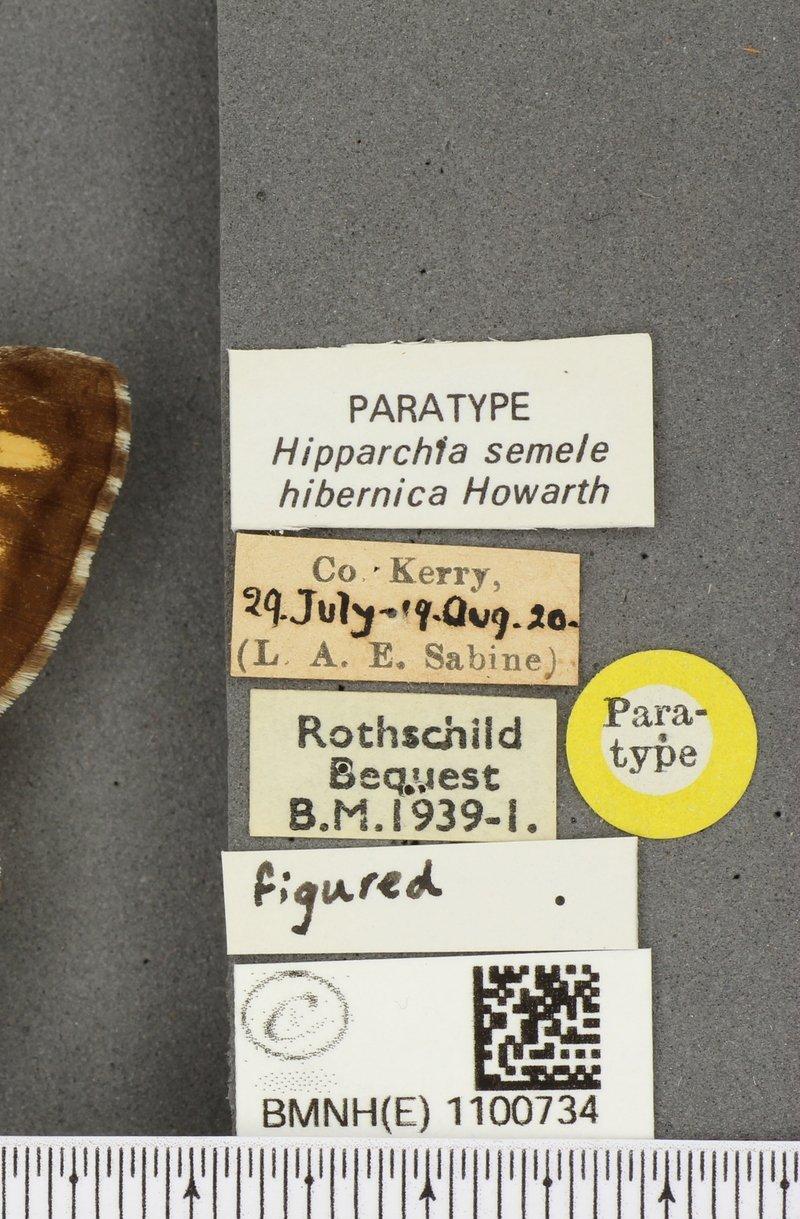 PARATYPE
Hipparchia semele
hibernica Howarth
Co. Kerry,
29.July-19.Aug.20.
(L. A. E. Sabine)
Para-
type
Rothschild
Bequest
B.M.1939-1.
figured .
C
BMNH(E) 1100734